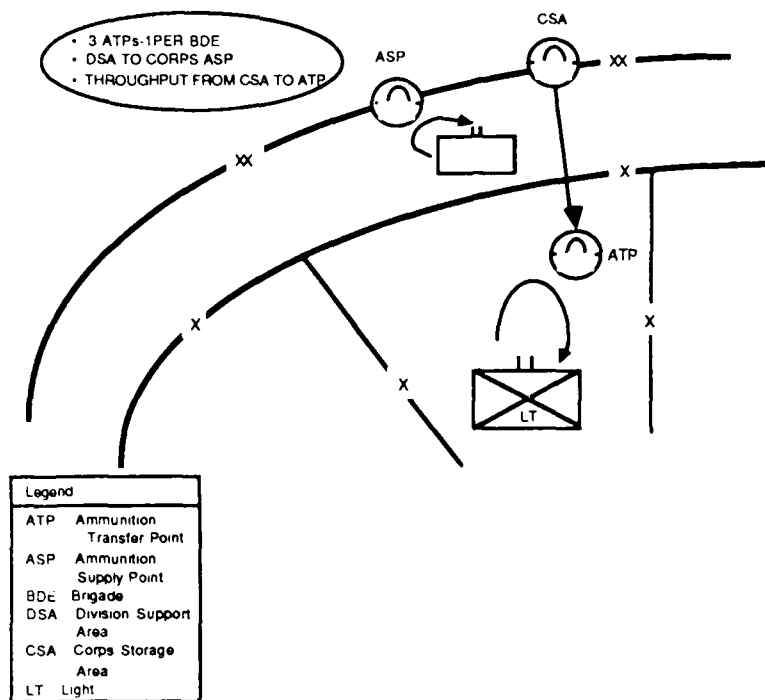 • 3 ATPs-1PER BDE
• DSA TO CORPS ASP
• THROUGHPUT FROM CSA TO ATP
CSA
ASP
XX
XX
X
ATP
X
X
X
LT
Legend
ATP Ammunition
Transfer Point
ASP Ammunition
Supply Point
BDE Brigade
DSA Division Support
Area
CSA Corps Storage
Area
LT Light